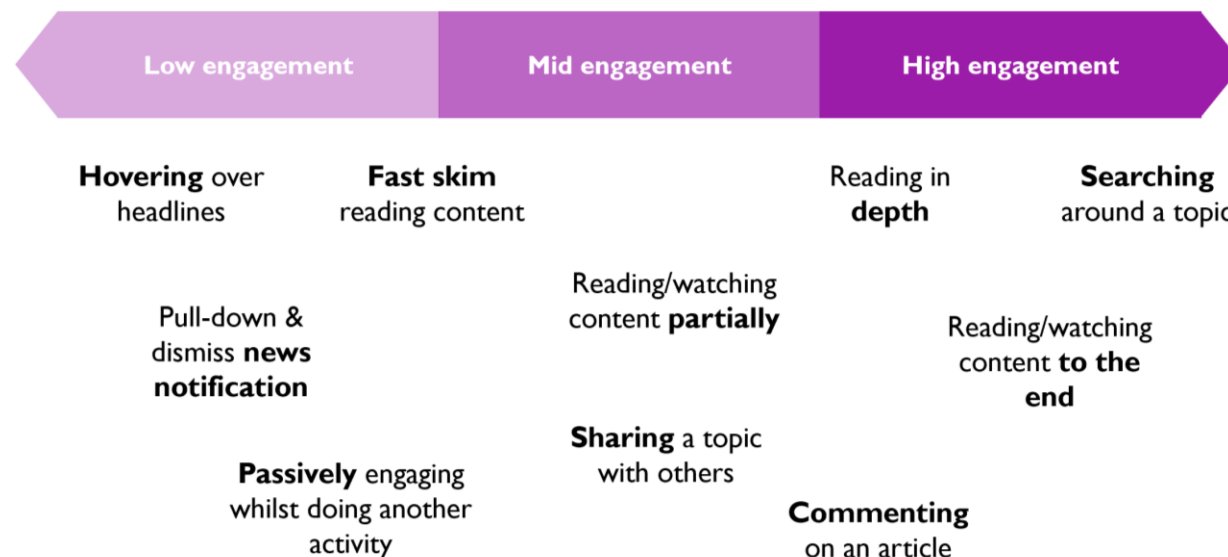 Low engagement
Mid engagement
High engagement
Hovering over
headlines
Fast skim
reading content
Reading in
depth
Searching
around a topic
Pull-down &
dismiss news
notification
Reading/watching
content partially
Reading/watching
content to the
end
Passively engaging
whilst doing another
activity
Sharing a topic
with others
Commenting
on an article